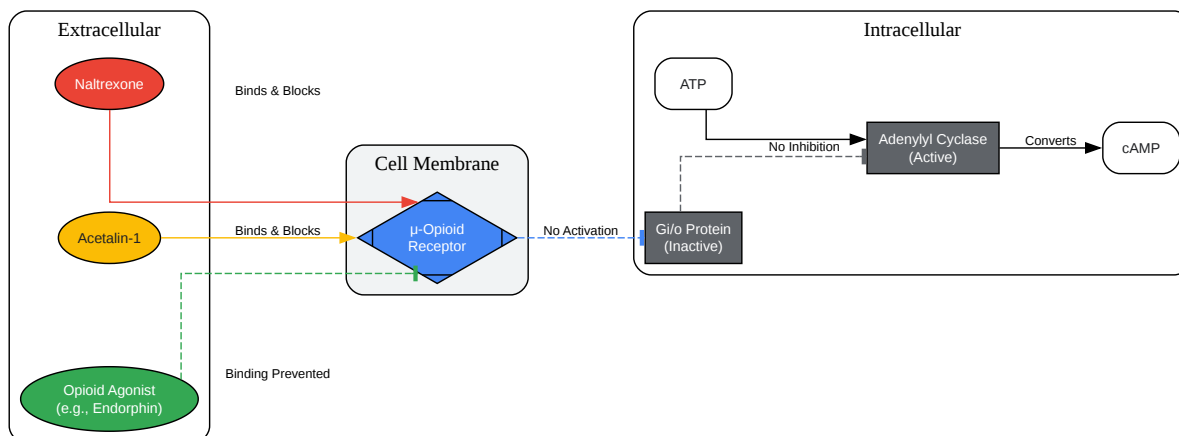 Extracellular
Intracellular
Naltrexone
Binds & Blocks
ATP
Adenylyl Cyclase
(Active)
No Inhibition
Converts
cAMP
Cell Membrane
Acetalin-1
Binds & Blocks
μ-Opioid
Receptor
No Activation
Gi/o Protein
(Inactive)
Binding Prevented
Opioid Agonist
(e.g., Endorphin)